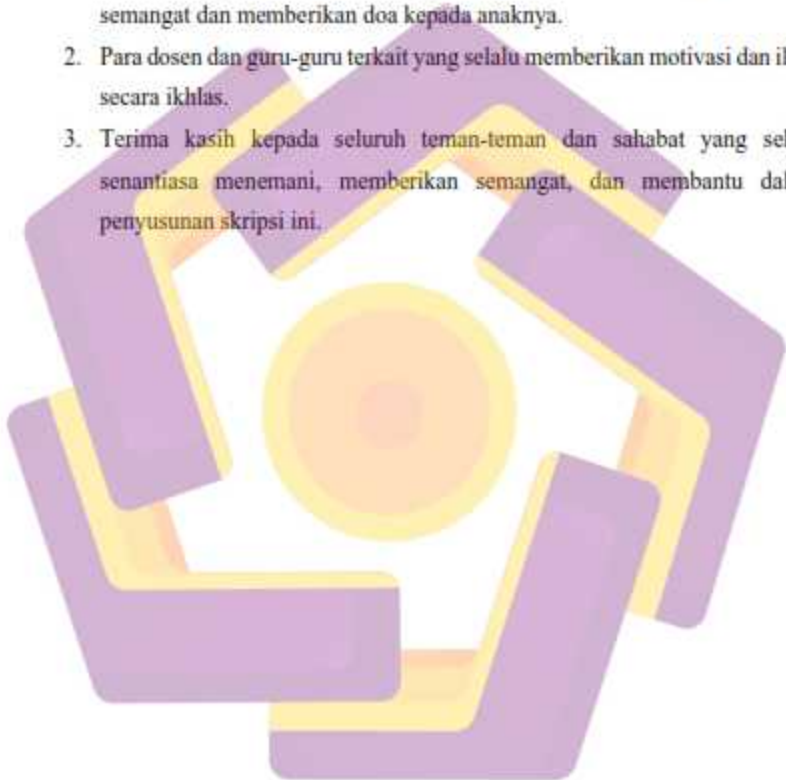 semangat dan memberikan doa kepada anaknya.
2. Para dosen dan guru-guru terkait yang selalu memberikan motivasi dan
secara ikhlas.
3. Terima kasih kepada seluruh teman-teman dan sahabat yang
senantiasa menemani, memberikan semangat, dan membantu
penyusunan skripsi ini.